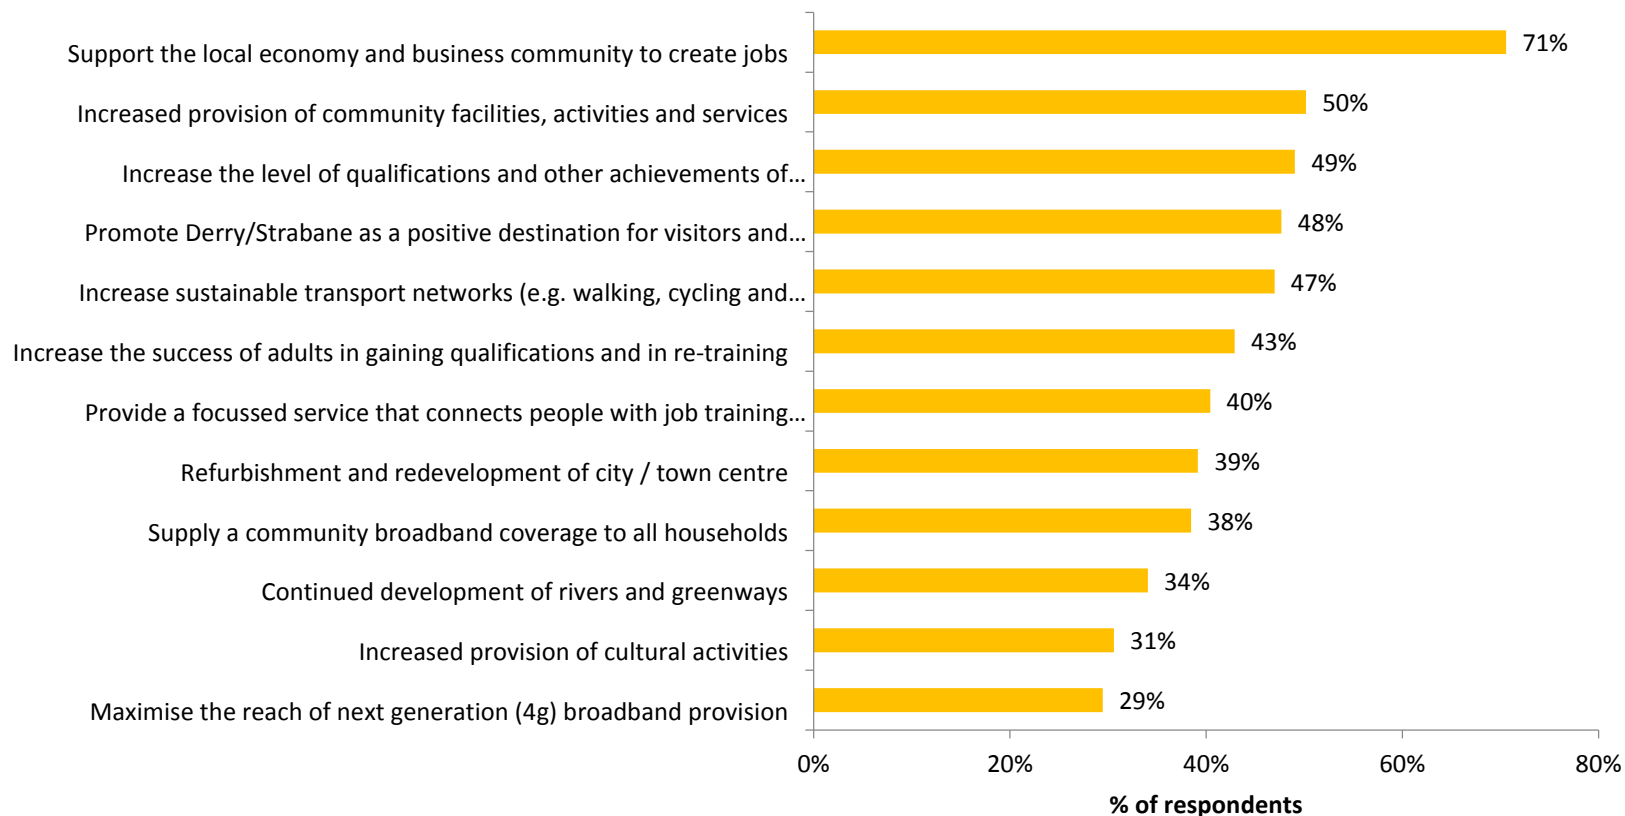 Support the local economy and business community to create jobs 71%
Increased provision of community facilities, activities and services 50%
Increase the level of qualifications and other achievements of... 49%
Promote Derry/Strabane as a positive destination for visitors and... 48%
Increase sustainable transport networks (e.g. walking, cycling and... 47%
Increase the success of adults in gaining qualifications and in re-training 43%
Provide a focussed service that connects people with job training... 40%
Refurbishment and redevelopment of city / town centre 39%
Supply a community broadband coverage to all households 38%
Continued development of rivers and greenways 34%
Increased provision of cultural activities 31%
Maximise the reach of next generation (4g) broadband provision 29%
0% 20% 40% 60% 80%
% of respondents